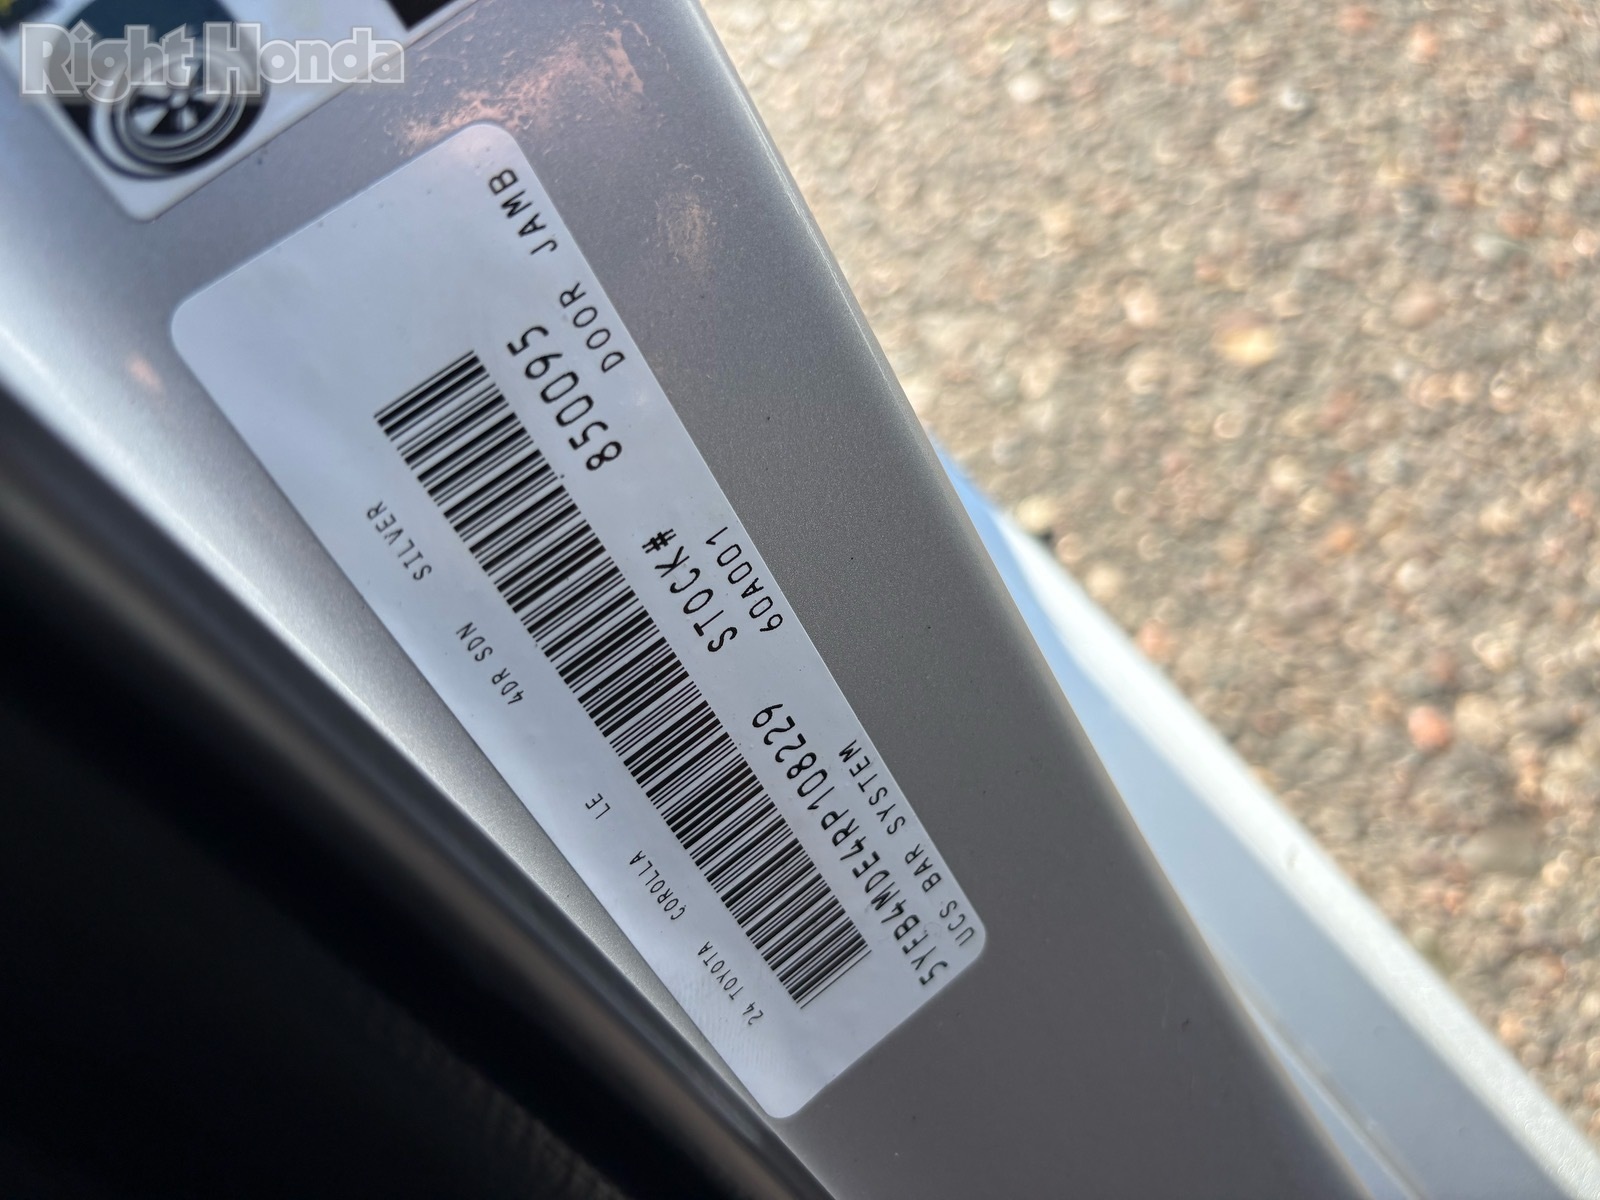 Right Honda
DOOR JAMB
60A001
UCS BAR SYSTEM
5YFB4MDE4RP108229 STOCK# 850095
24 TOYOTA COROLLA LE 4DR SDN SILVER